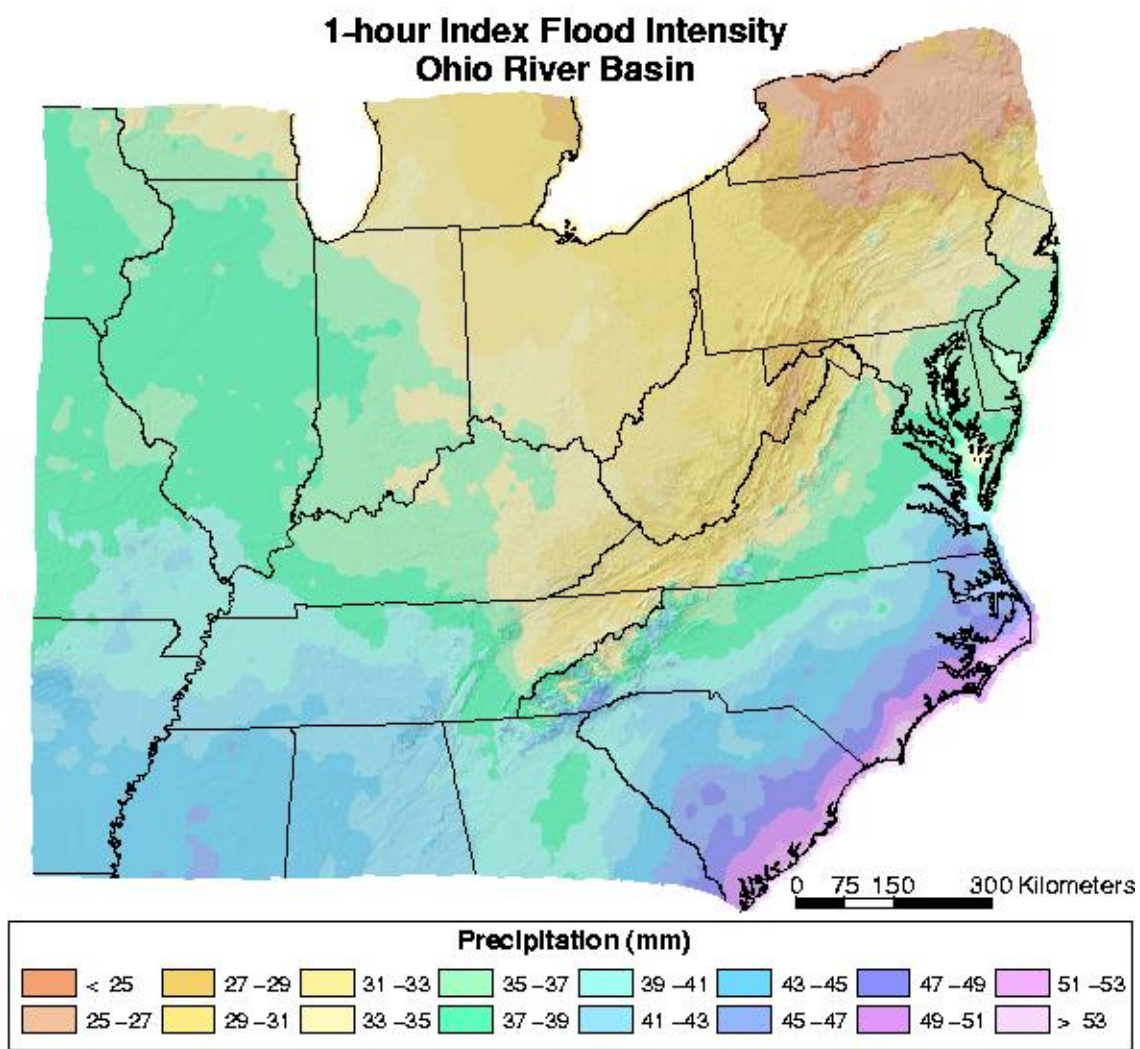 1-hour Index Flood Intensity
Ohio River Basin
0 75 150 300 Kilometers
Precipitation (mm)
< 25 27 -29 31 -33 35 -37 39 -41 43 -45 47 -49 51 -53
25 -27 29 -31 33 -35 37 -39 41 -43 45 -47 49 -51 > 53